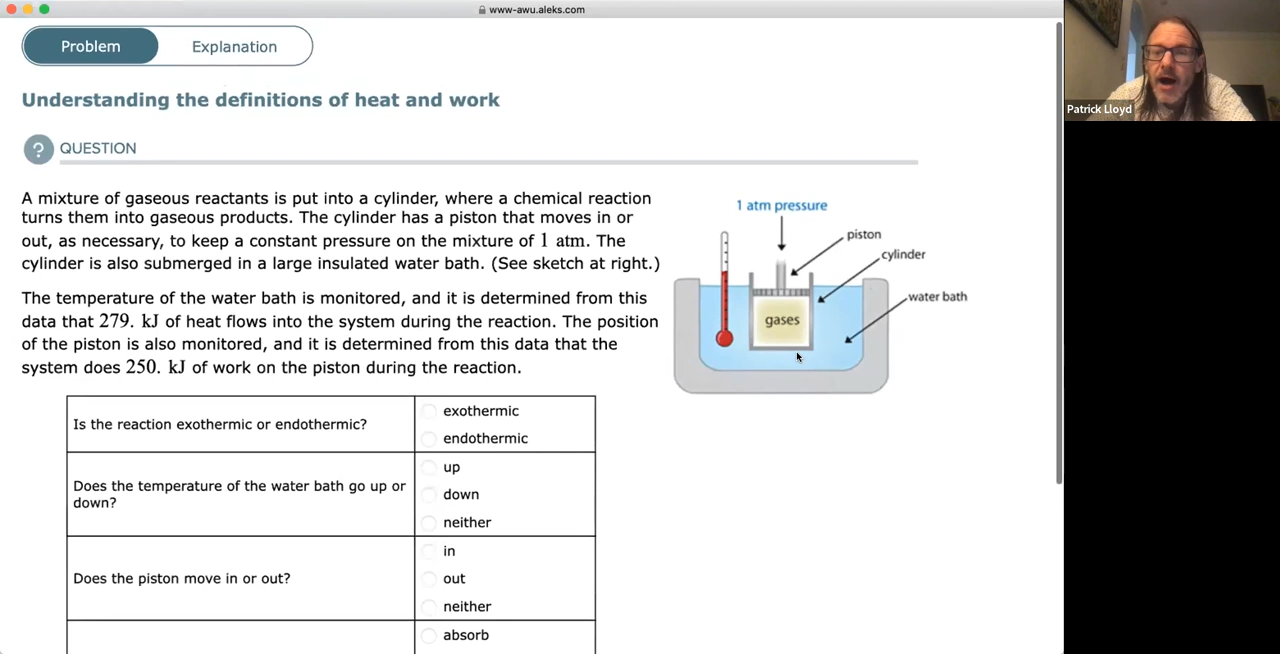 www-awu.aleks.com
Problem
Explanation
Understanding the definitions of heat and work
?
QUESTION
A mixture of gaseous reactants is put into a cylinder, where a chemical reaction
turns them into gaseous products. The cylinder has a piston that moves in or
out, as necessary, to keep a constant pressure on the mixture of 1 atm. The
cylinder is also submerged in a large insulated water bath. (See sketch at right.)
The temperature of the water bath is monitored, and it is determined from this
data that 279. kJ of heat flows into the system during the reaction. The position
of the piston is also monitored, and it is determined from this data that the
system does 250. kJ of work on the piston during the reaction.
1 atm pressure
piston
cylinder
water bath
gases
Is the reaction exothermic or endothermic?
exothermic
endothermic
Does the temperature of the water bath go up or
down?
up
down
neither
Does the piston move in or out?
in
out
neither
absorb
Patrick Lloyd